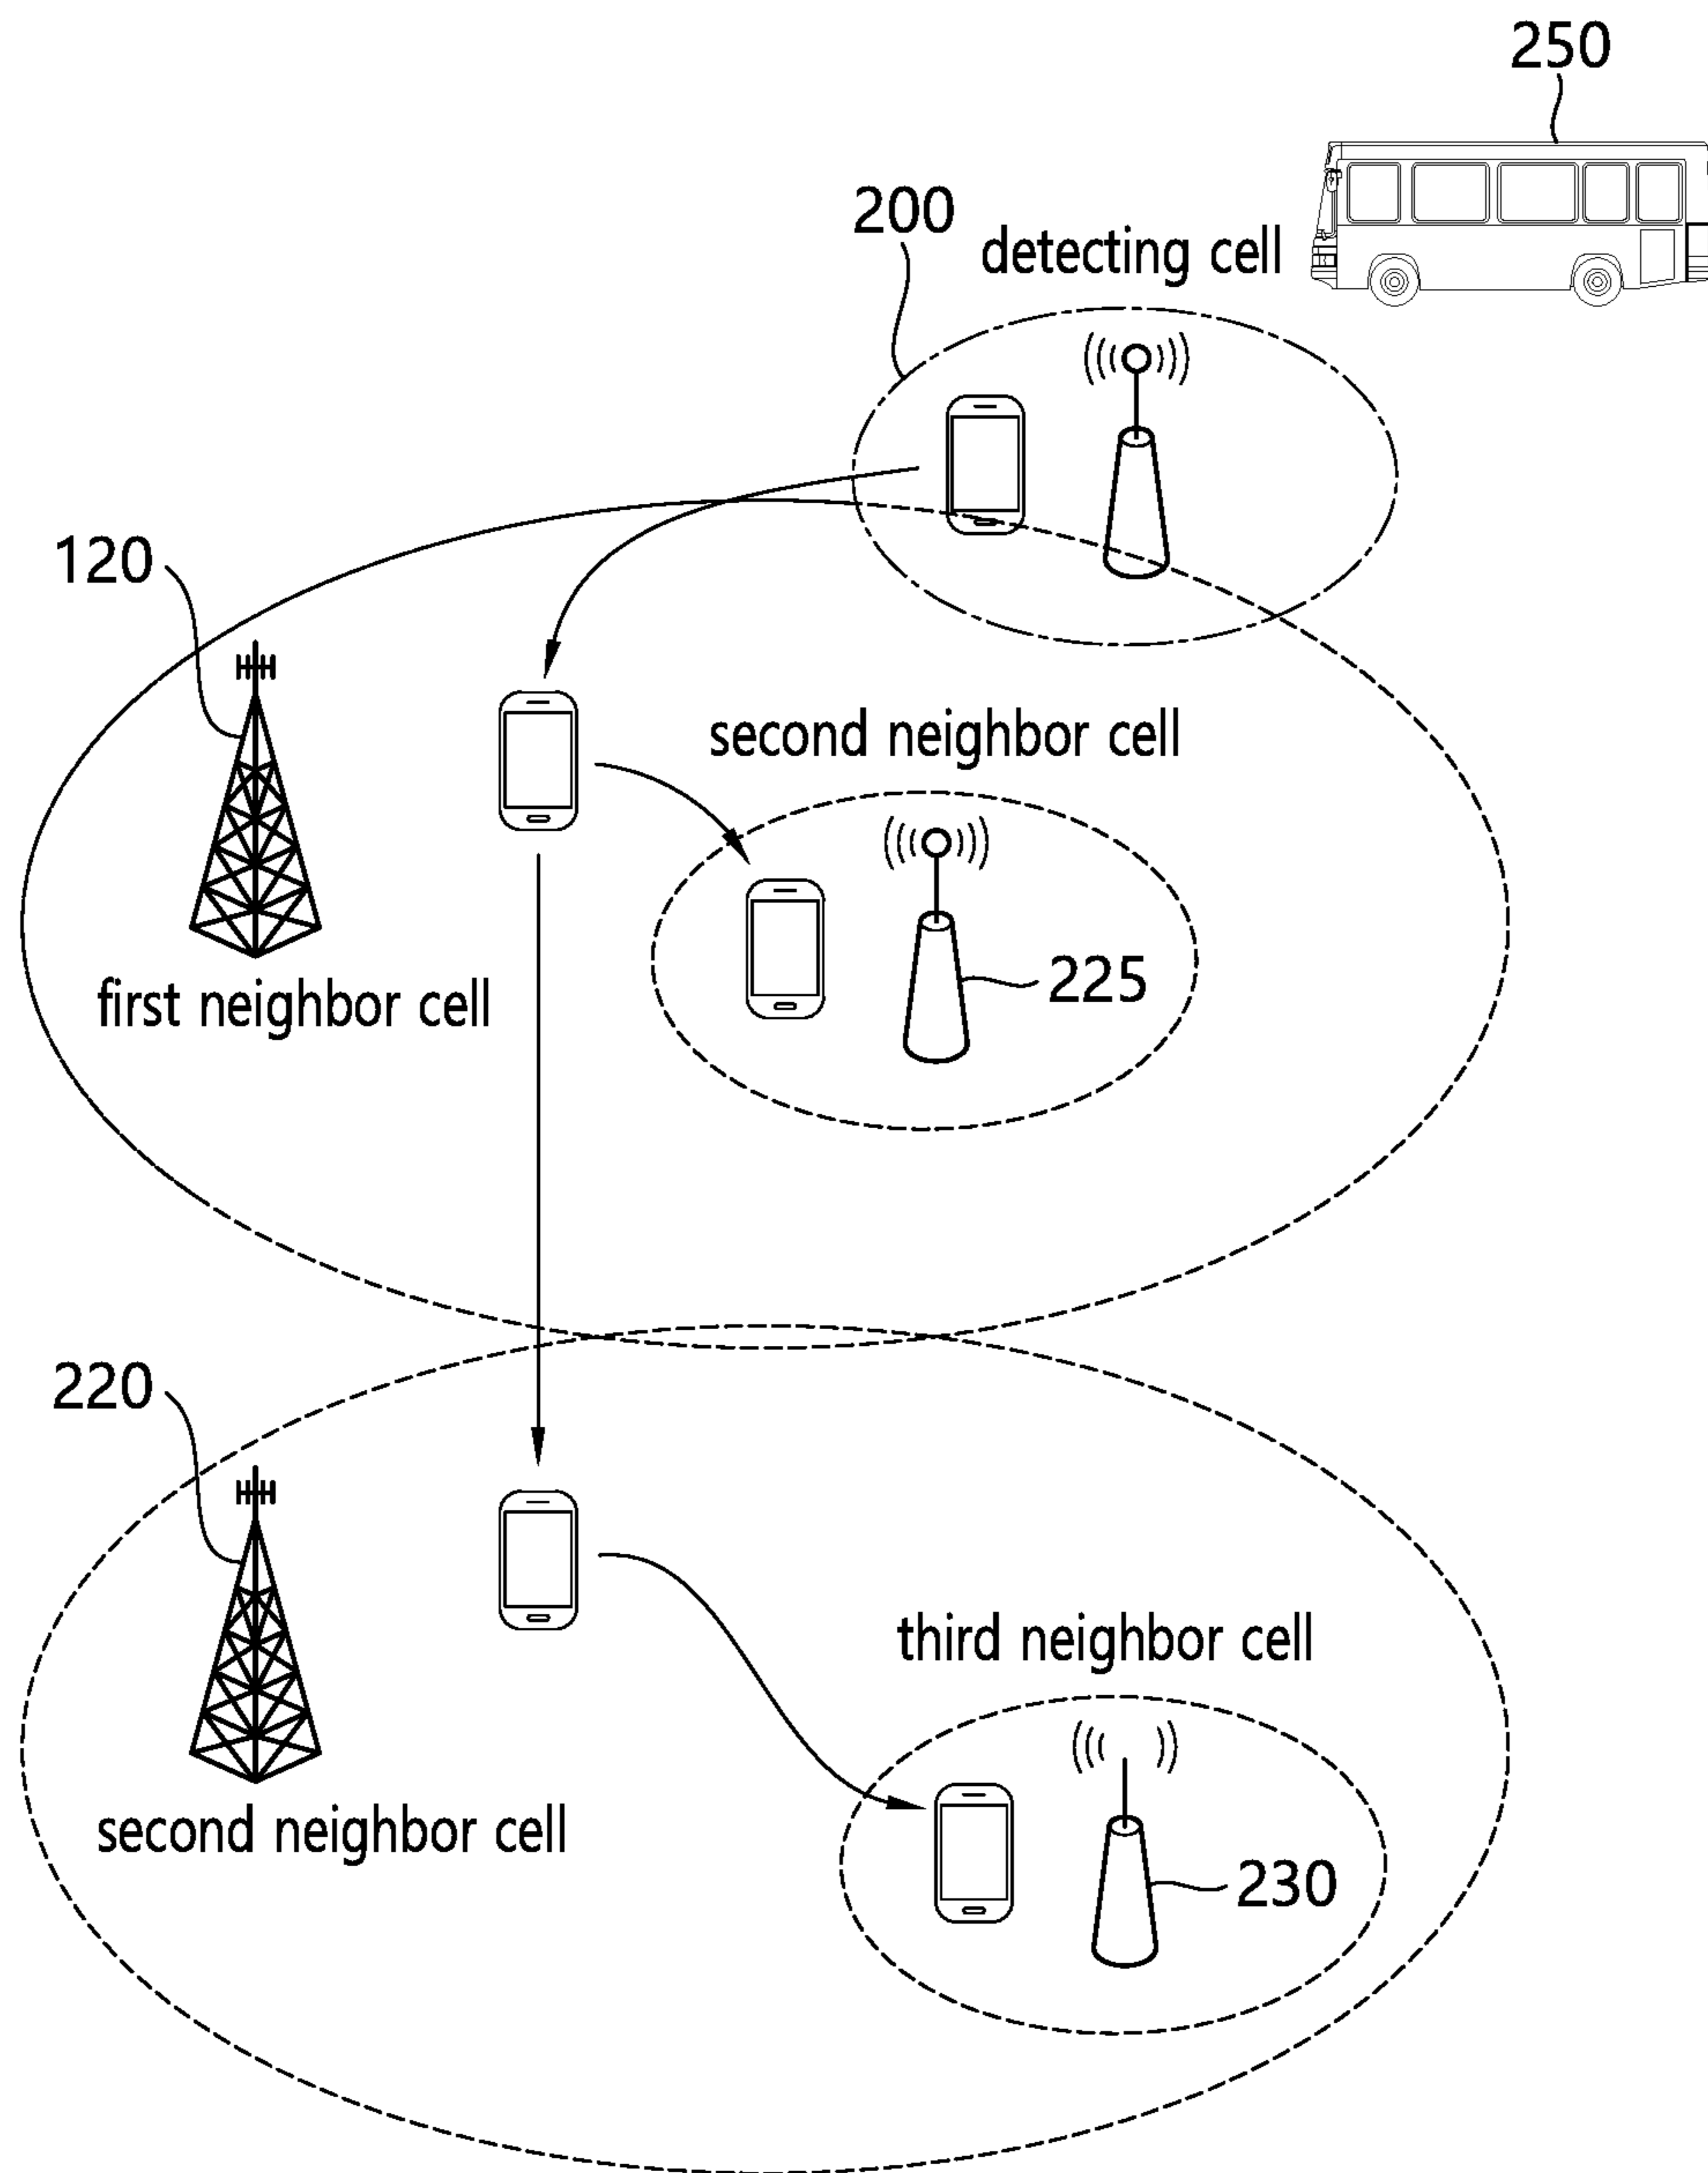 250
200
detecting cell
120
second neighbor cell
225
first neighbor cell
220
third neighbor cell
second neighbor cell
230